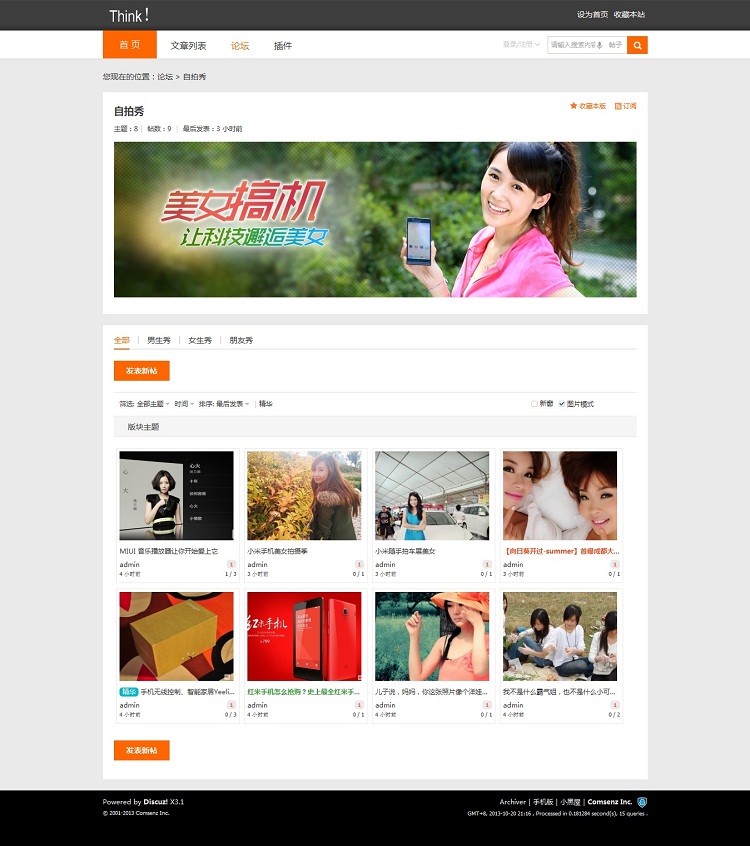 Think!
设为首页 收藏本站
首 页 文章列表 论坛 插件
登录/注册
请输入搜索内容 帖子
您现在的位置：论坛 > 自拍秀
自拍秀
收藏本版 订阅
主题：8 | 帖数：9 | 最后发表：3 小时前
美女搞机
让科技邂逅美女
全部 | 男生秀 | 女生秀 | 朋友秀
发表新帖
筛选: 全部主题 时间 排序: 最后发表 | 精华
新窗 图片模式
版块主题
心火
心火
MIUI 音乐播放器让你开始爱上它
admin 1
4 小时前 1 / 3
小米手机美女拍摄季
admin 1
3 小时前 0 / 1
小米随手拍车展美女
admin 1
3 小时前 0 / 1
【向日葵开过-summer】首播成都大...
admin 1
3 小时前 0 / 1
精华 手机无线控制、智能家居Yeeli...
admin 1
4 小时前 0 / 3
红米手机
¥799
红米手机怎么抢购？史上最全红米手...
admin 1
4 小时前 0 / 1
儿子说，妈妈，你这张照片像个洋娃...
admin 1
4 小时前 0 / 1
我不是什么霸气姐，也不是什么小可...
admin 1
4 小时前 0 / 2
发表新帖
Powered by Discuz! X3.1
© 2001-2013 Comsenz Inc.
Archiver | 手机版 | 小黑屋 | Comsenz Inc.
GMT+8, 2013-10-20 21:16 , Processed in 0.181284 second(s), 15 queries .